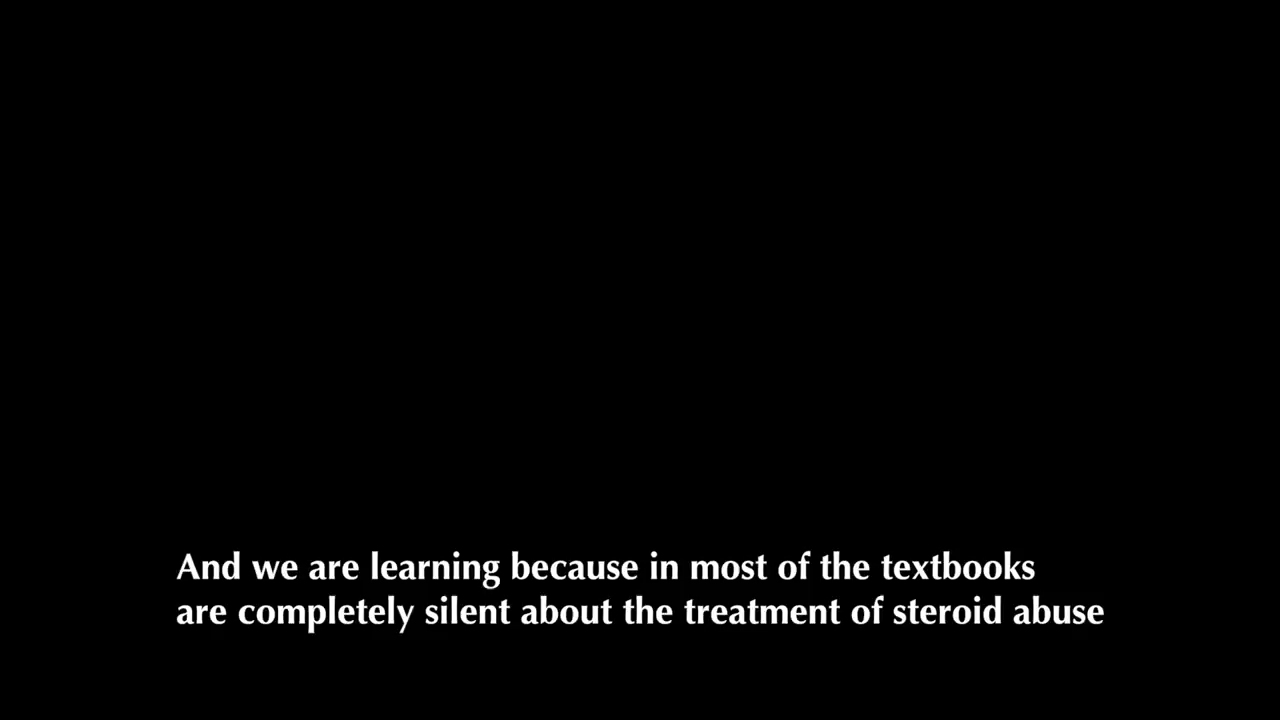 And we are learning because in most of the textbooks
are completely silent about the treatment of steroid abuse